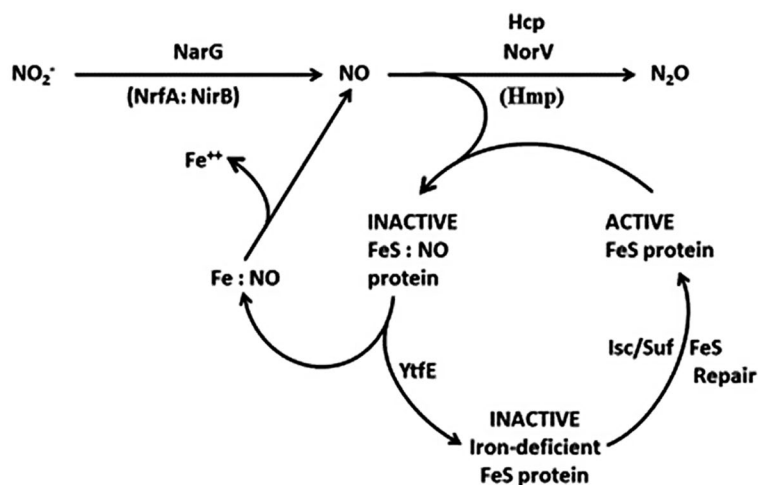 Hcp
NarG
NorV
NO₂⁻
NO
N₂O
(NrfA: NirB)
(Hmp)
Fe⁺⁺
INACTIVE
FeS : NO
protein
ACTIVE
FeS protein
Fe : NO
Isc/Suf
FeS
Repair
YtfE
INACTIVE
Iron-deficient
FeS protein